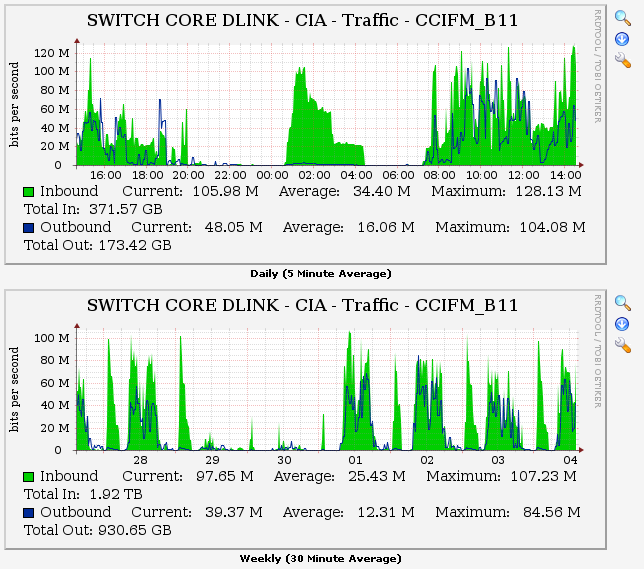 SWITCH CORE DLINK - CIA - Traffic - CCIFM_B11
RRDTOOL / TOBI OETIKER
bits per second
120 M
100 M
80 M
60 M
40 M
20 M
0
16:00 18:00 20:00 22:00 00:00 02:00 04:00 06:00 08:00 10:00 12:00 14:00
Inbound Current: 105.98 M Average: 34.40 M Maximum: 128.13 M
Total In: 371.57 GB
Outbound Current: 48.05 M Average: 16.06 M Maximum: 104.08 M
Total Out: 173.42 GB
Daily (5 Minute Average)
SWITCH CORE DLINK - CIA - Traffic - CCIFM_B11
RRDTOOL / TOBI OETIKER
bits per second
100 M
80 M
60 M
40 M
20 M
0
28 29 30 01 02 03 04
Inbound Current: 97.65 M Average: 25.43 M Maximum: 107.23 M
Total In: 1.92 TB
Outbound Current: 39.37 M Average: 12.31 M Maximum: 84.56 M
Total Out: 930.65 GB
Weekly (30 Minute Average)